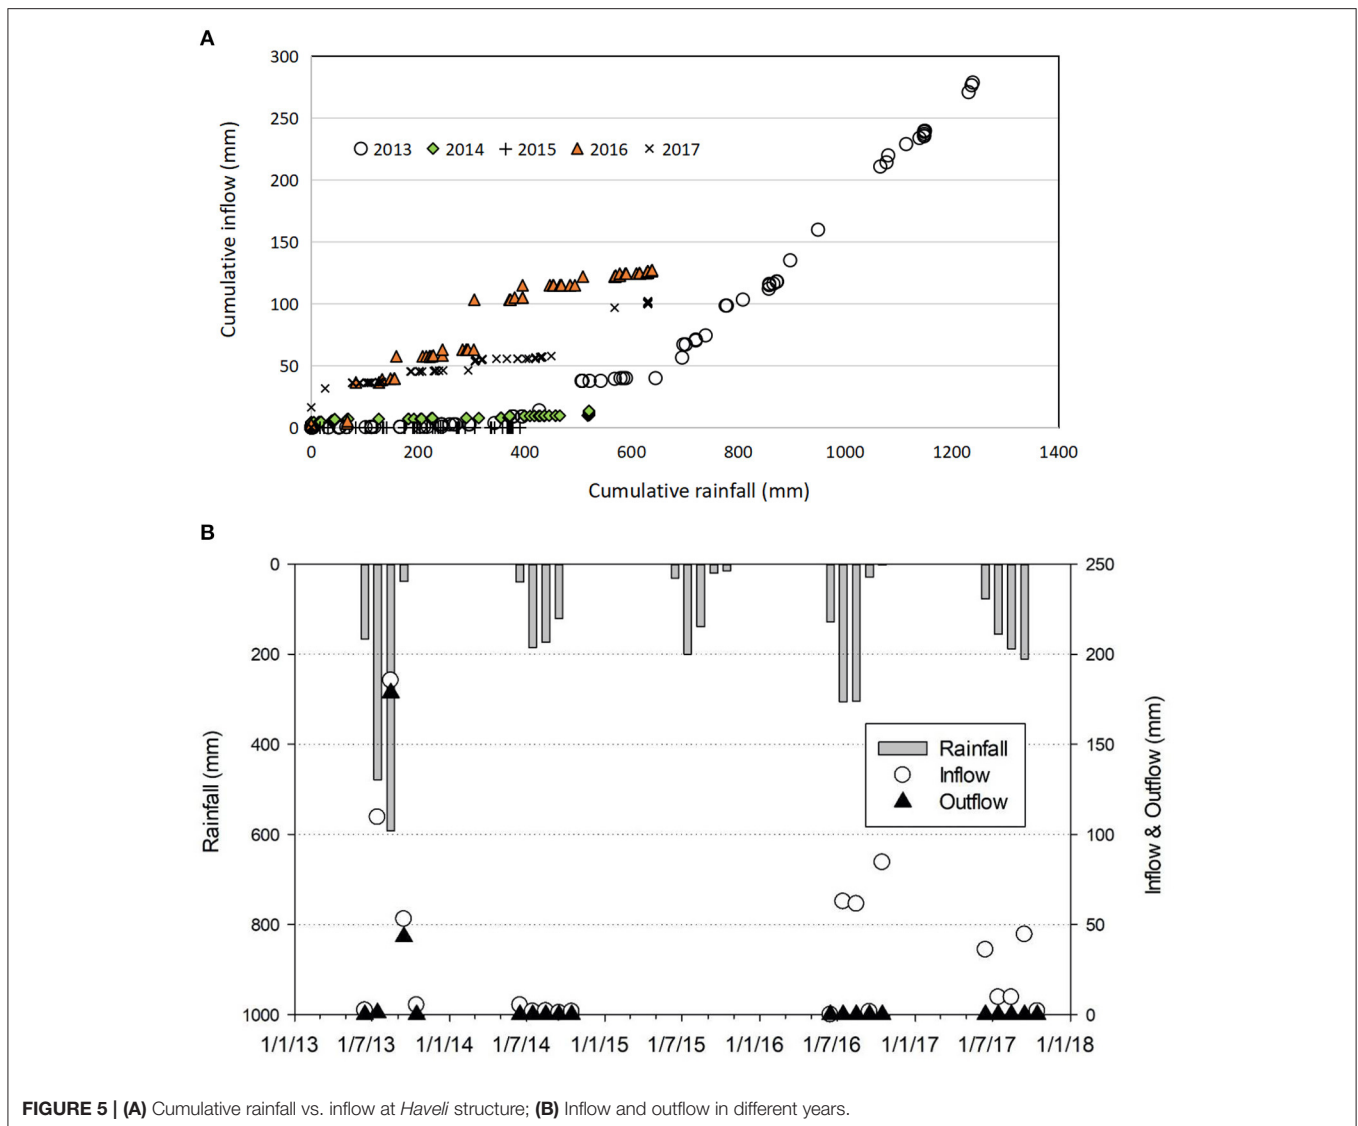 A
300
250
200
150
100
50
0
Cumulative inflow (mm)
2013 2014 2015 2016 2017
0 200 400 600 800 1000 1200 1400
Cumulative rainfall (mm)
B
0
200
400
600
800
1000
Rainfall (mm)
250
200
150
100
50
0
Inflow & Outflow (mm)
Rainfall
Inflow
Outflow
1/1/13 1/7/13 1/1/14 1/7/14 1/1/15 1/7/15 1/1/16 1/7/16 1/1/17 1/7/17 1/1/18
FIGURE 5 | (A) Cumulative rainfall vs. inflow at Haveli structure; (B) Inflow and outflow in different years.